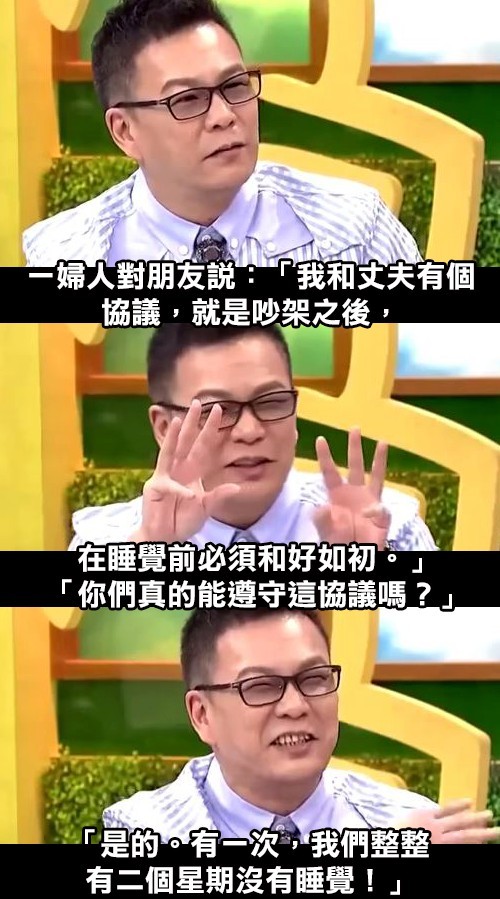 一婦人對朋友説：「我和丈夫有個
協議，就是吵架之後，
在睡覺前必須和好如初。」
「你們真的能遵守這協議嗎？」
「是的。有一次，我們整整
有二個星期沒有睡覺！」